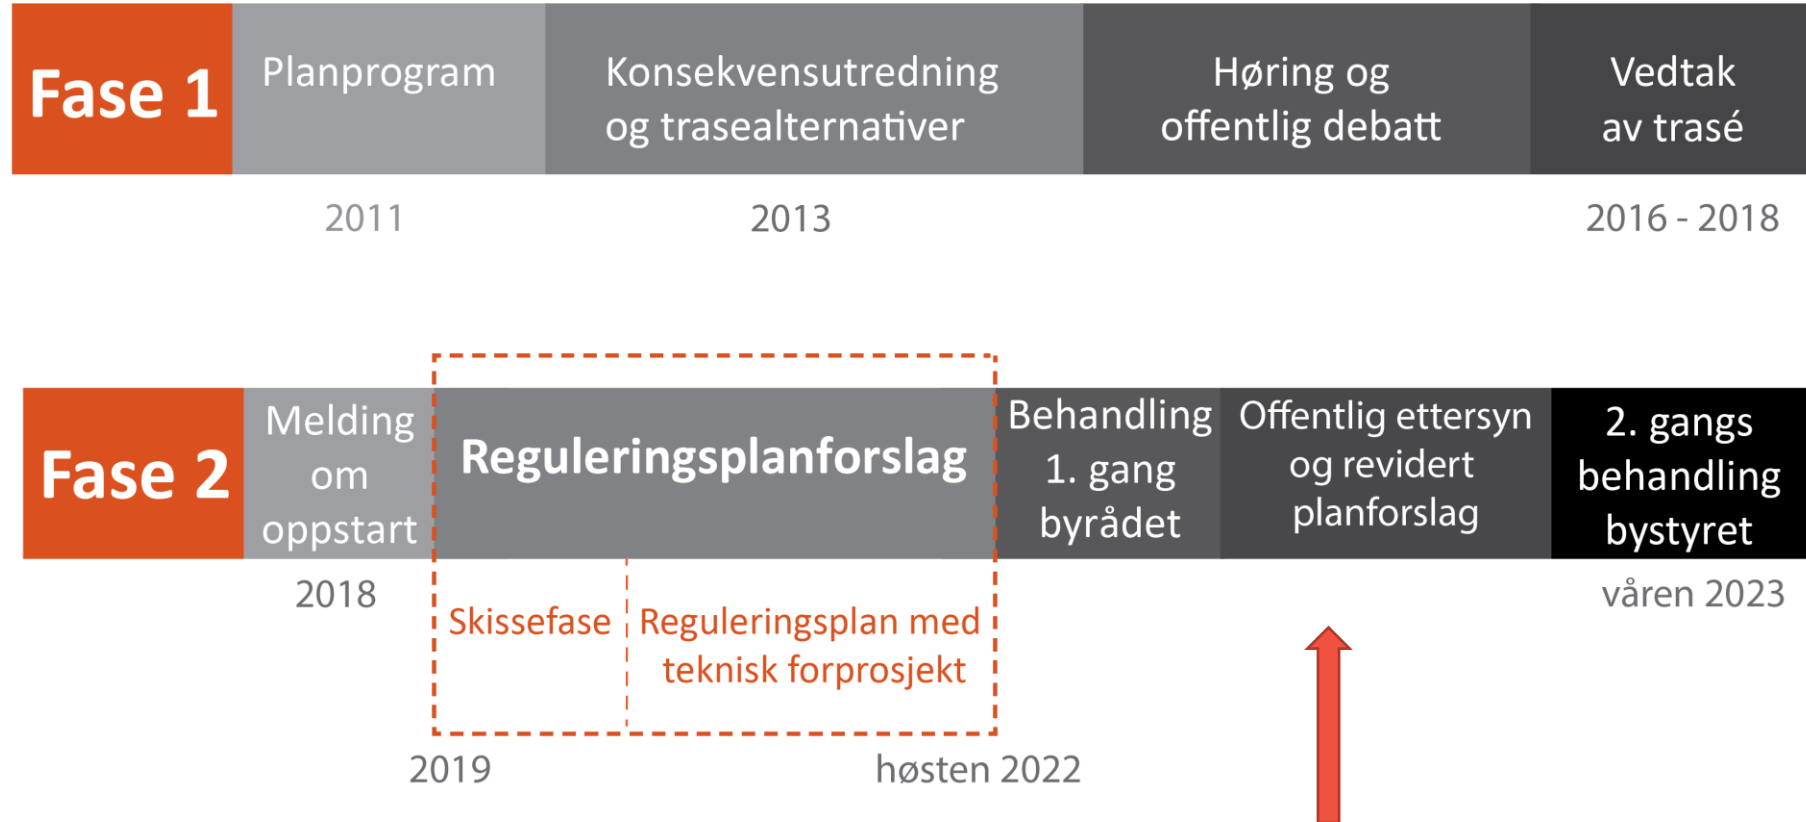 Fase 1
Planprogram
Konsekvensutredning
og trasealternativer
Høring og
offentlig debatt
Vedtak
av trasé
2011
2013
2016 - 2018
Fase 2
Melding
om
oppstart
Reguleringsplanforslag
Behandling
1. gang
byrådet
Offentlig ettersyn
og revidert
planforslag
2. gangs
behandling
bystyret
2018
våren 2023
Skissefase
Reguleringsplan med
teknisk forprosjekt
2019
høsten 2022